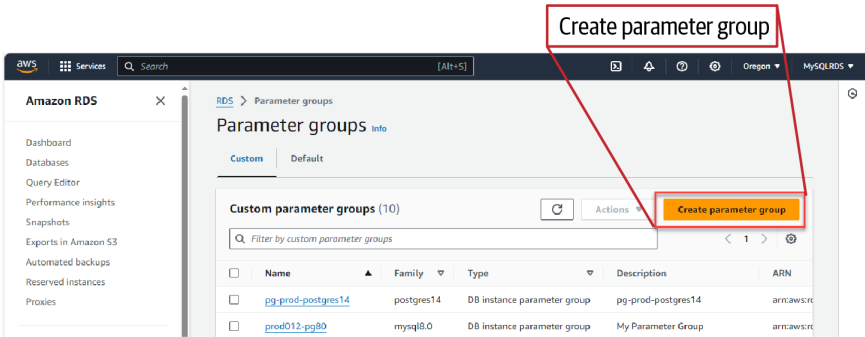 Create parameter group
aws
Services
Search
[Alt+S]
Oregon
MySQLRDS
Amazon RDS
Dashboard
Databases
Query Editor
Performance insights
Snapshots
Exports in Amazon S3
Automated backups
Reserved instances
Proxies
RDS > Parameter groups
Parameter groups Info
Custom
Default
Custom parameter groups (10)
Actions
Create parameter group
Filter by custom parameter groups
1
Name Family Type Description ARN
pg-prod-postgres14 postgres14 DB instance parameter group pg-prod-postgres14
prod012-pg80 mysql8.0 DB instance parameter group My Parameter Group